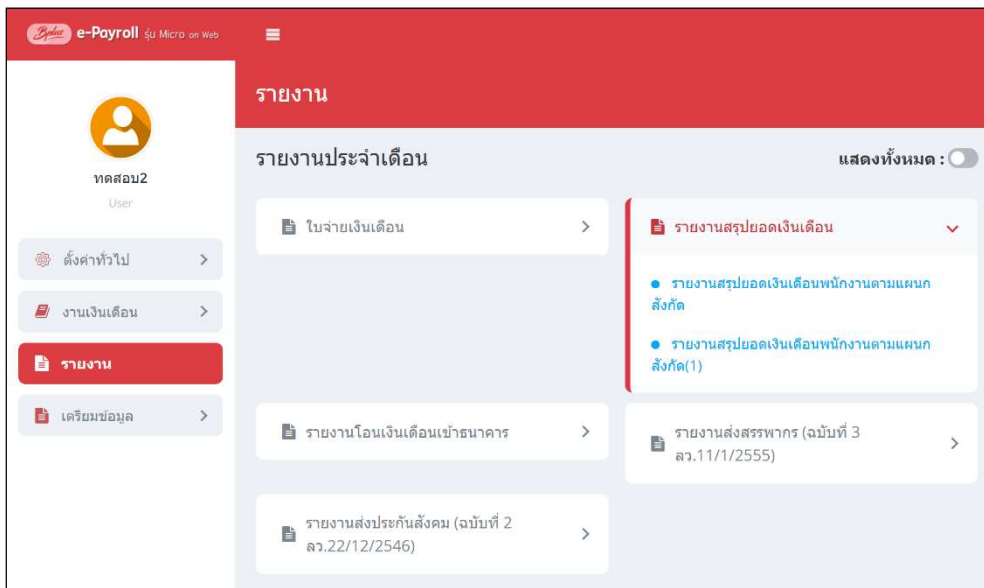 Bplus e-Payroll รุ่น Micro on Web
รายงาน
ทดสอบ2
User
ตั้งค่าทั่วไป
งานเงินเดือน
รายงาน
เตรียมข้อมูล
รายงานประจำเดือน
แสดงทั้งหมด :
ใบจ่ายเงินเดือน
รายงานสรุปยอดเงินเดือน
รายงานสรุปยอดเงินเดือนพนักงานตามแผนก
สังกัด
รายงานสรุปยอดเงินเดือนพนักงานตามแผนก
สังกัด(1)
รายงานโอนเงินเดือนเข้าธนาคาร
รายงานส่งสรรพากร (ฉบับที่ 3
ลว.11/1/2555)
รายงานส่งประกันสังคม (ฉบับที่ 2
ลว.22/12/2546)